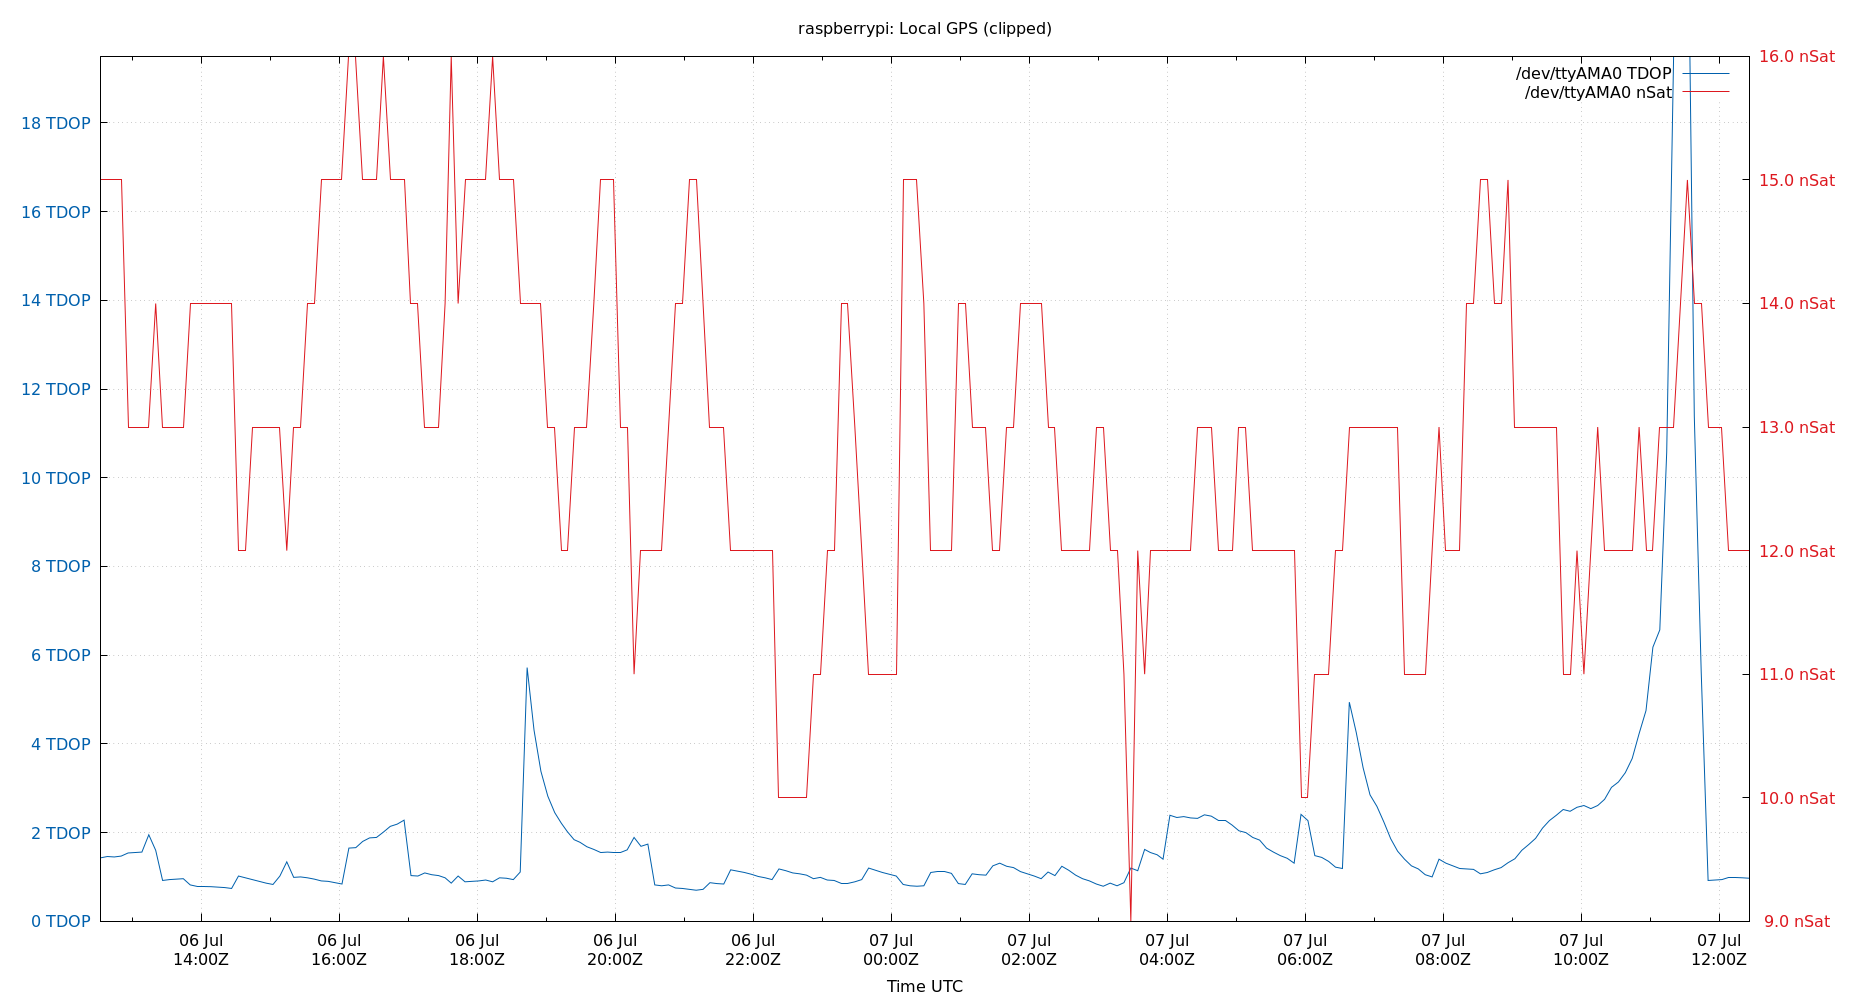 raspberrypi: Local GPS (clipped)
16.0 nSat
/dev/ttyAMA0 TDOP
/dev/ttyAMA0 nSat
18 TDOP
15.0 nSat
16 TDOP
14 TDOP
14.0 nSat
12 TDOP
13.0 nSat
10 TDOP
12.0 nSat
8 TDOP
6 TDOP
11.0 nSat
4 TDOP
10.0 nSat
2 TDOP
0 TDOP
9.0 nSat
06 Jul 06 Jul 06 Jul 06 Jul 06 Jul 07 Jul 07 Jul 07 Jul 07 Jul 07 Jul 07 Jul 07 Jul
14:00Z 16:00Z 18:00Z 20:00Z 22:00Z 00:00Z 02:00Z 04:00Z 06:00Z 08:00Z 10:00Z 12:00Z
Time UTC